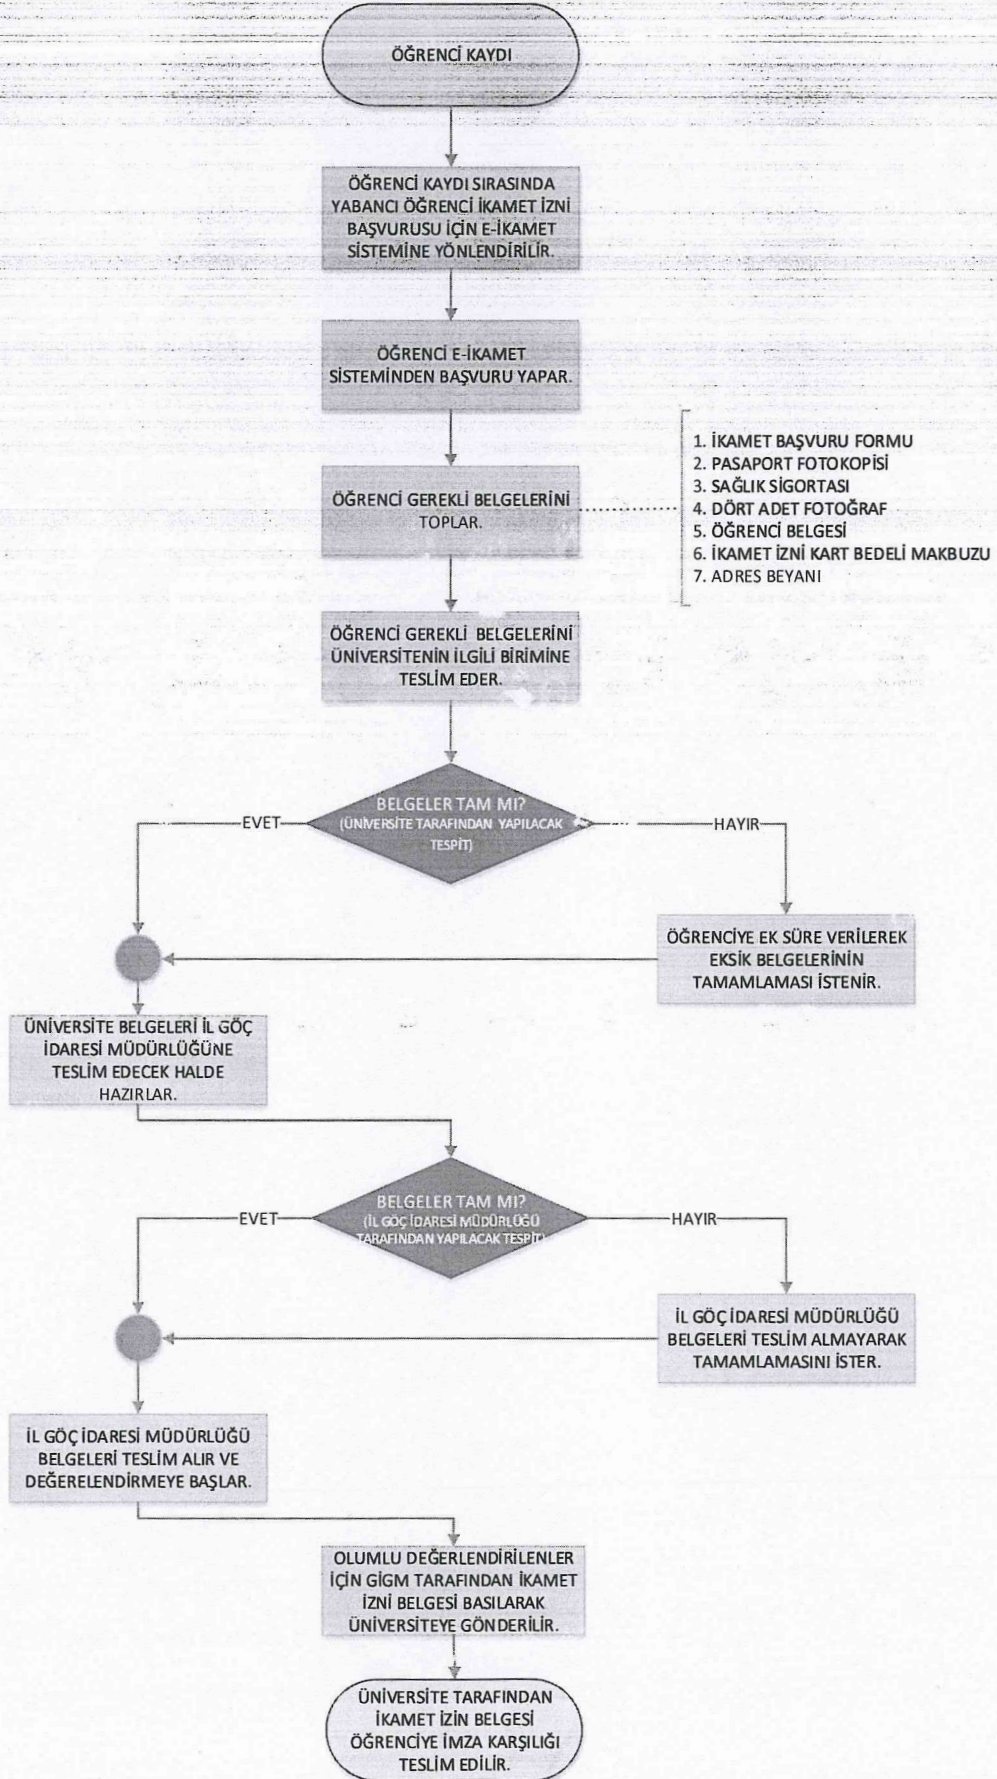 ÖĞRENCİ KAYDI
ÖĞRENCİ KAYDI SIRASINDA
YABANCI ÖĞRENCİ İKAMET İZNİ
BAŞVURUSU İÇİN E-İKAMET
SİSTEMİNE YÖNLENDİRİLİR.
ÖĞRENCİ E-İKAMET
SİSTEMİNDEN BAŞVURU YAPAR.
ÖĞRENCİ GEREKLİ BELGELERİNİ
TOPLAR.
1. İKAMET BAŞVURU FORMU
2. PASAPORT FOTOKOPİSİ
3. SAĞLIK SİGORTASI
4. DÖRT ADET FOTOĞRAF
5. ÖĞRENCİ BELGESİ
6. İKAMET İZNİ KART BEDELİ MAKBUZU
7. ADRES BEYANI
ÖĞRENCİ GEREKLİ BELGELERİNİ
ÜNİVERSİTENİN İLGİLİ BİRİMİNE
TESLİM EDER.
BELGELER TAM MI?
(ÜNİVERSİTE TARAFINDAN YAPILACAK
TESPİT)
EVET
HAYIR
ÖĞRENCİYE EK SÜRE VERİLEREK
EKSİK BELGELERİNİN
TAMAMLAMASI İSTENİR.
ÜNİVERSİTE BELGELERİ İL GÖÇ
İDARESİ MÜDÜRLÜĞÜNE
TESLİM EDECEK HALDE
HAZIRLAR.
BELGELER TAM MI?
(İL GÖÇ İDARESİ MÜDÜRLÜĞÜ
TARAFINDAN YAPILACAK TESPİT)
EVET
HAYIR
İL GÖÇ İDARESİ MÜDÜRLÜĞÜ
BELGELERİ TESLİM ALMAYARAK
TAMAMLAMASINI İSTER.
İL GÖÇ İDARESİ MÜDÜRLÜĞÜ
BELGELERİ TESLİM ALIR VE
DEĞERELENDİRMEYE BAŞLAR.
OLUMLU DEĞERLENDİRİLENLER
İÇİN GİGM TARAFINDAN İKAMET
İZNİ BELGESİ BASILARAK
ÜNİVERSİTEYE GÖNDERİLİR.
ÜNİVERSİTE TARAFINDAN
İKAMET İZİN BELGESİ
ÖĞRENCİYE İMZA KARŞILIĞI
TESLİM EDİLİR.